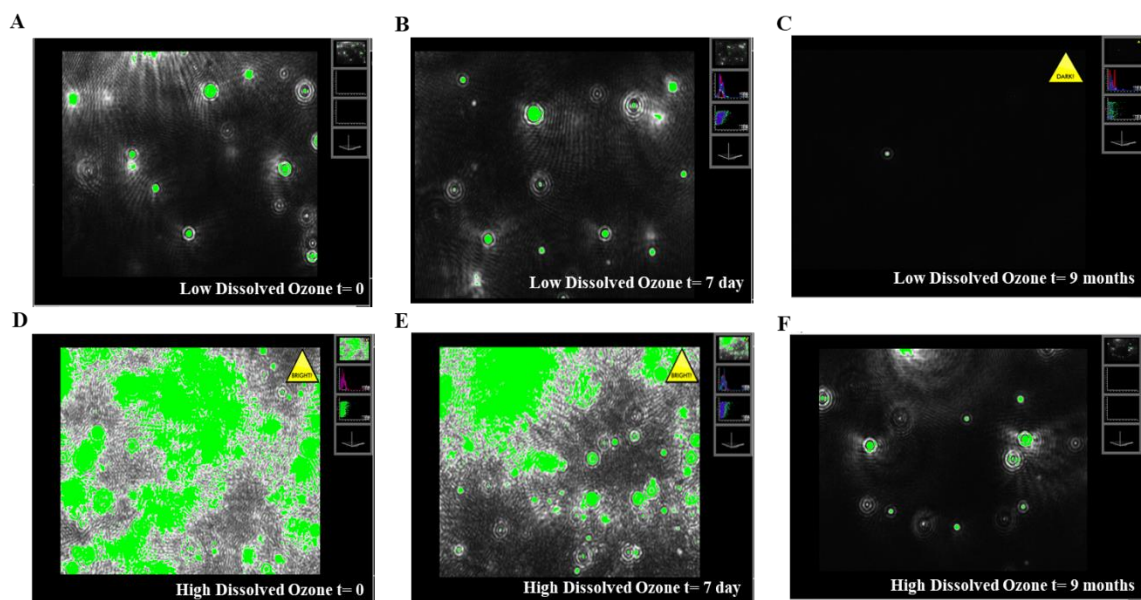 A
B
C
DARK!
Low Dissolved Ozone t= 0
Low Dissolved Ozone t= 7 day
Low Dissolved Ozone t= 9 months
D
E
F
BRIGHT!
BRIGHT!
High Dissolved Ozone t= 0
High Dissolved Ozone t= 7 day
High Dissolved Ozone t= 9 months